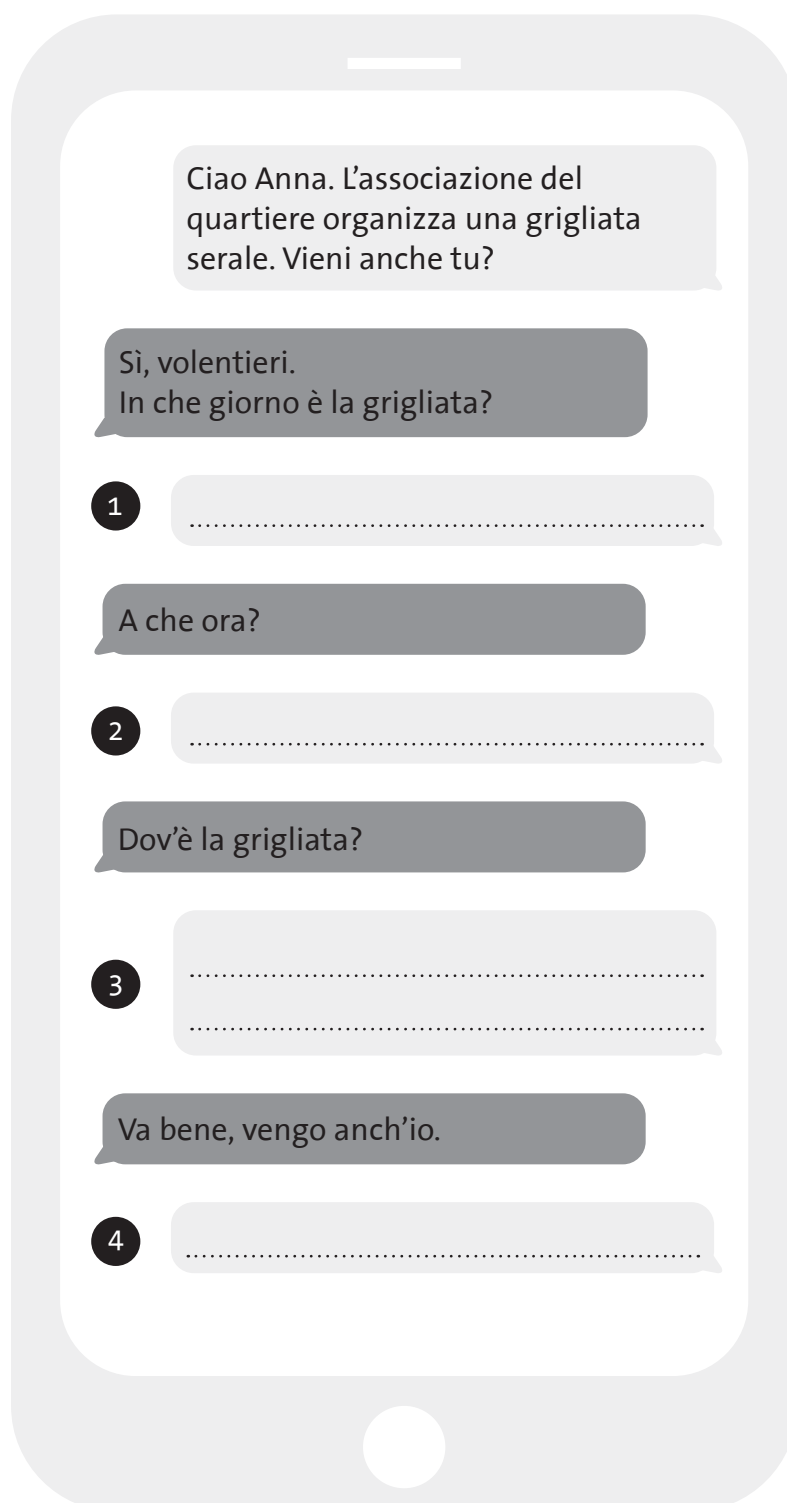 Ciao Anna. L’associazione del
quartiere organizza una grigliata
serale. Vieni anche tu?
Sì, volentieri.
In che giorno è la grigliata?
1
A che ora?
2
Dov’è la grigliata?
3
Va bene, vengo anch’io.
4